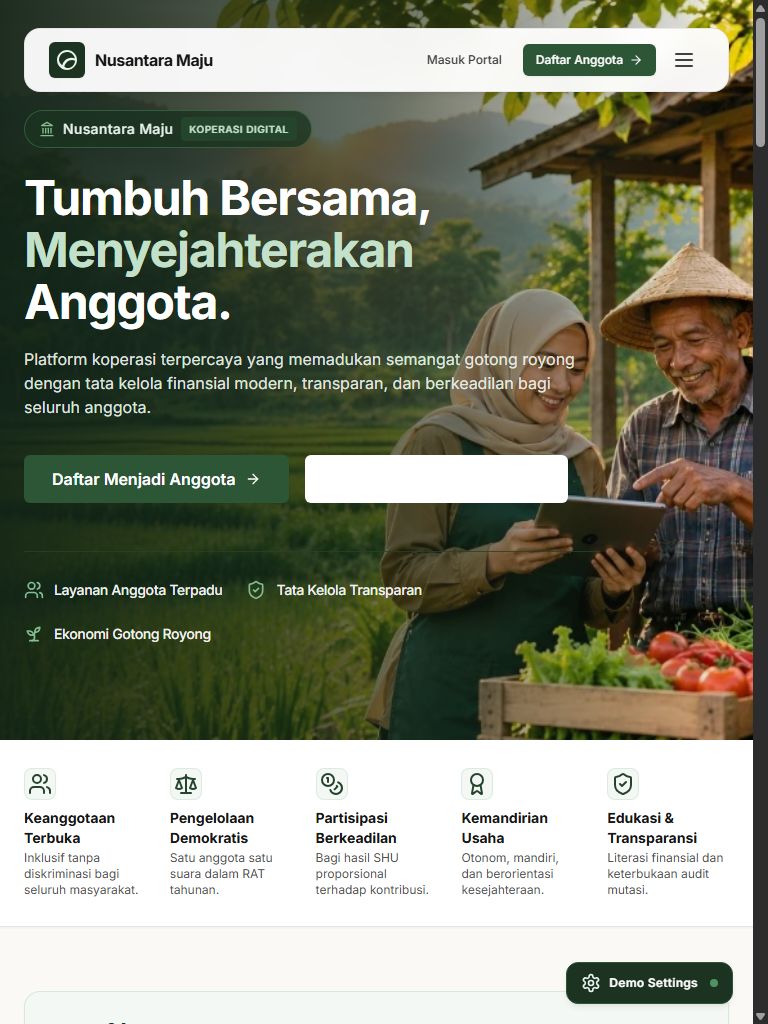 Nusantara Maju
Masuk Portal
Daftar Anggota
Nusantara Maju KOPERASI DIGITAL
Tumbuh Bersama,
Menyejahterakan
Anggota.
Platform koperasi terpercaya yang memadukan semangat gotong royong
dengan tata kelola finansial modern, transparan, dan berkeadilan bagi
seluruh anggota.
Daftar Menjadi Anggota
Layanan Anggota Terpadu
Tata Kelola Transparan
Ekonomi Gotong Royong
Keanggotaan
Terbuka
Inklusif tanpa
diskriminasi bagi
seluruh masyarakat.
Pengelolaan
Demokratis
Satu anggota satu
suara dalam RAT
tahunan.
Partisipasi
Berkeadilan
Bagi hasil SHU
proporsional
terhadap kontribusi.
Kemandirian
Usaha
Otonom, mandiri,
dan berorientasi
kesejahteraan.
Edukasi &
Transparansi
Literasi finansial dan
keterbukaan audit
mutasi.
Demo Settings